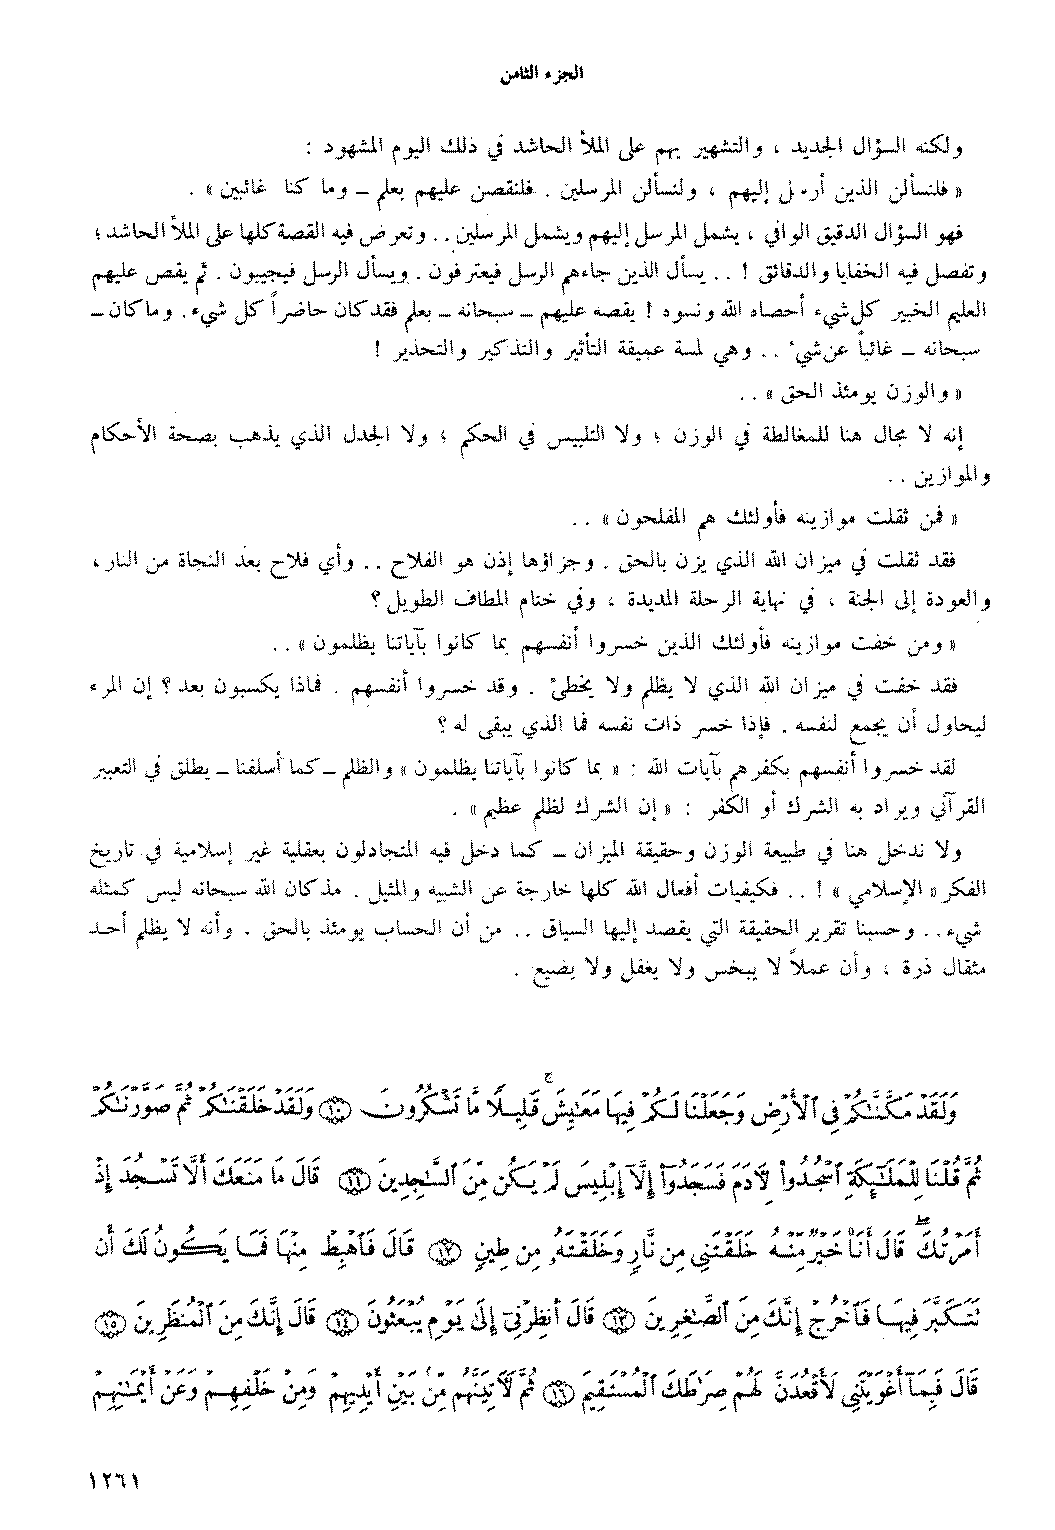 الجزء الثامن
ولكنه السؤال الجديد ، والتشهير بهم على الملأ الحاشد في ذلك اليوم المشهود :
« فلنسألن الذين أرسل إليهم ، ولنسألن المرسلين . فلنقصن عليهم بعلم – وما كنا غائبين » .
فهو السؤال الدقيق الوافي ، يشمل المرسل إليهم ويشمل المرسلين . . وتعرض فيه القصة كلها على الملأ الحاشد ؛
وتفصل فيه الخفايا والدقائق ! . . يسأل الذين جاءهم الرسل فيعترفون . ويسأل الرسل فيجيبون . ثم يقص عليهم
العليم الخبير كل شيء أحصاه الله ونسوه ! يقصه عليهم – سبحانه – بعلم فقد كان حاضراً كل شيء . وما كان –
سبحانه – غائباً عن شيء . . وهي لمسة عميقة التأثير والتذكير والتحذير !
« والوزن يومئذ الحق » . .
إنه لا مجال هنا للمغالطة في الوزن ؛ ولا التلبيس في الحكم ؛ ولا الجدل الذي يذهب بصحة الأحكام
والموازين . .
« فمن ثقلت موازينه فأولئك هم المفلحون » . .
فقد ثقلت في ميزان الله الذي يزن بالحق . وجزاؤها إذن هو الفلاح . . وأي فلاح بعد النجاة من النار ،
والعودة إلى الجنة ، في نهاية الرحلة المديدة ، وفي ختام المطاف الطويل ؟
« ومن خفت موازينه فأولئك الذين خسروا أنفسهم بما كانوا بآياتنا يظلمون » . .
فقد خفت في ميزان الله الذي لا يظلم ولا يخطئ . وقد خسروا أنفسهم . فماذا يكسبون بعد ؟ إن المرء
ليحاول أن يجمع لنفسه . فإذا خسر ذات نفسه فما الذي يبقى له ؟
لقد خسروا أنفسهم بكفرهم بآيات الله : « بما كانوا بآياتنا يظلمون » والظلم – كما أسلفنا – يطلق في التعبير
القرآني ويراد به الشرك أو الكفر : « إن الشرك لظلم عظيم » .
ولا ندخل هنا في طبيعة الوزن وحقيقة الميزان – كما دخل فيه المتجادلون بعقلية غير إسلامية في تاريخ
الفكر « الإسلامي » ! . . فكيفيات أفعال الله كلها خارجة عن الشبيه والمثيل . مذ كان الله سبحانه ليس كمثله
شيء . . وحسبنا تقرير الحقيقة التي يقصد إليها السياق . . من أن الحساب يومئذ بالحق . وأنه لا يظلم أحد
مثقال ذرة ، وأن عملاً لا يبخس ولا يغفل ولا يضيع .
وَلَقَدْ مَكَّنَّـٰكُمْ فِى ٱلْأَرْضِ وَجَعَلْنَا لَكُمْ فِيهَا مَعَـٰيِشَ ۚ قَلِيلًا مَّا تَشْكُرُونَ ﴿١٠﴾ وَلَقَدْ خَلَقْنَـٰكُمْ ثُمَّ صَوَّرْنَـٰكُمْ
ثُمَّ قُلْنَا لِلْمَلَـٰٓئِكَةِ ٱسْجُدُوا۟ لِـَٔادَمَ فَسَجَدُوٓا۟ إِلَّآ إِبْلِيسَ لَمْ يَكُن مِّنَ ٱلسَّـٰجِدِينَ ﴿١١﴾ قَالَ مَا مَنَعَكَ أَلَّا تَسْجُدَ إِذْ
أَمَرْتُكَ ۖ قَالَ أَنَا۠ خَيْرٌ مِّنْهُ خَلَقْتَنِى مِن نَّارٍ وَخَلَقْتَهُۥ مِن طِينٍ ﴿١٢﴾ قَالَ فَٱهْبِطْ مِنْهَا فَمَا يَكُونُ لَكَ أَن
تَتَكَبَّرَ فِيهَا فَٱخْرُجْ إِنَّكَ مِنَ ٱلصَّـٰغِرِينَ ﴿١٣﴾ قَالَ أَنظِرْنِىٓ إِلَىٰ يَوْمِ يُبْعَثُونَ ﴿١٤﴾ قَالَ إِنَّكَ مِنَ ٱلْمُنظَرِينَ ﴿١٥﴾
قَالَ فَبِمَآ أَغْوَيْتَنِى لَأَقْعُدَنَّ لَهُمْ صِرَٰطَكَ ٱلْمُسْتَقِيمَ ﴿١٦﴾ ثُمَّ لَـَٔاتِيَنَّهُم مِّنۢ بَيْنِ أَيْدِيهِمْ وَمِنْ خَلْفِهِمْ وَعَنْ أَيْمَـٰنِهِمْ
١٢٦١